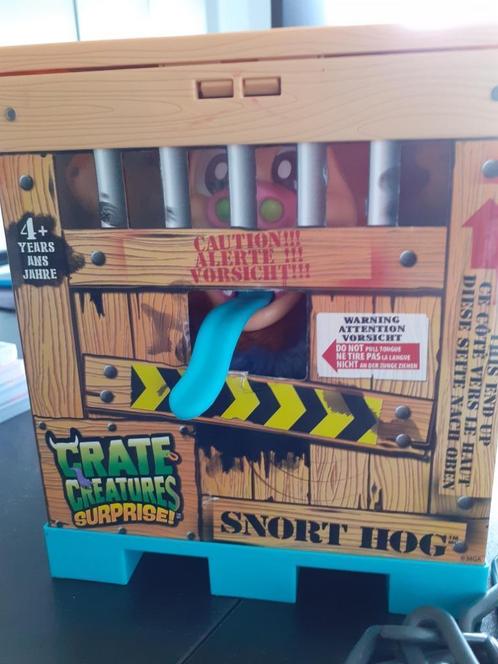 4+
YEARS
ANS
JAHRE
CAUTION!!!
ALERTE!!!
VORSICHT!!!
WARNING
ATTENTION
VORSICHT
DO NOT PULL TONGUE
NE TIRE PAS LA LANGUE
NICHT AN DER ZUNGE ZIEHEN
THIS END UP
CE CÔTÉ VERS LE HAUT
DIESE SEITE NACH OBEN
CRATE
CREATURES
SURPRISE!
SNORT HOG™
© MGA